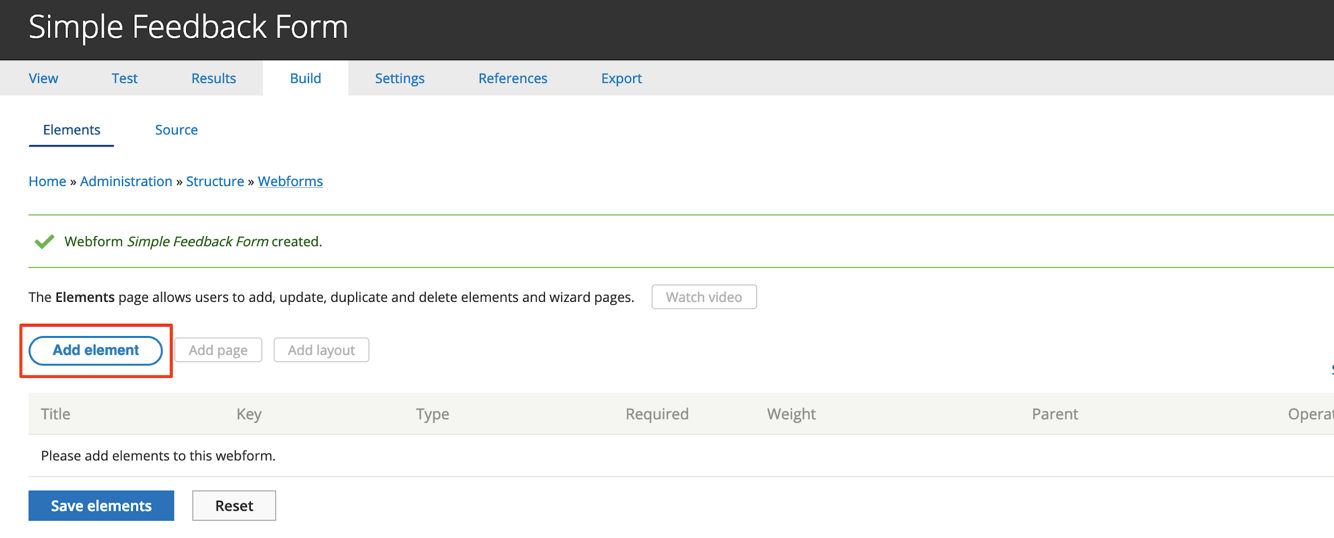 Simple Feedback Form
View Test Results Build Settings References Export
Elements Source
Home » Administration » Structure » Webforms
Webform Simple Feedback Form created.
The Elements page allows users to add, update, duplicate and delete elements and wizard pages. Watch video
Add element Add page Add layout
Title Key Type Required Weight Parent
Please add elements to this webform.
Save elements Reset